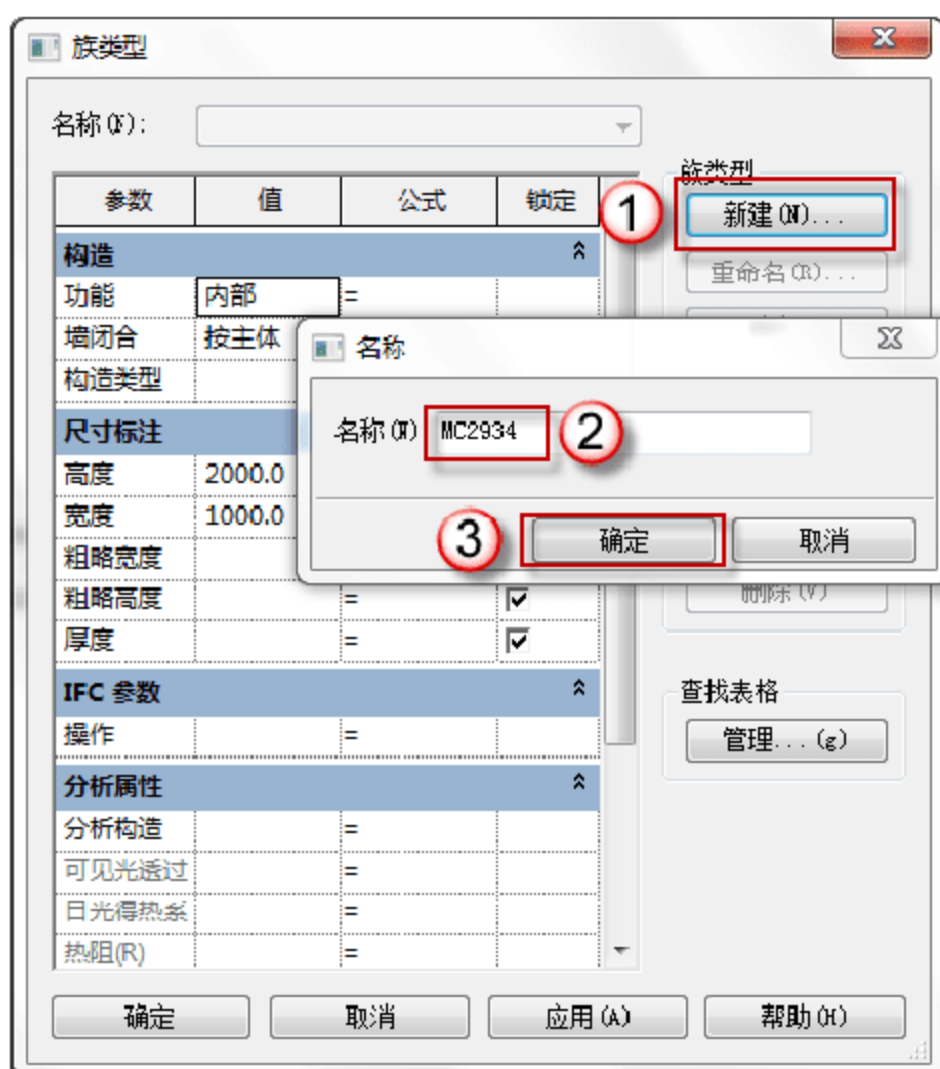 族类型
名称(N):
参数 值 公式 锁定
族类型
① 新建(N)...
构造
重命名(R)...
功能 内部 =
墙闭合 按主体
构造类型
名称
名称(N) MC2934 ②
③ 确定 取消
尺寸标注
高度 2000.0
宽度 1000.0
粗略宽度
粗略高度 =
删除(V)
厚度 =
IFC 参数
查找表格
操作 =
管理...(g)
分析属性
分析构造 =
可见光透过 =
日光得热系 =
热阻(R) =
确定 取消 应用(A) 帮助(H)